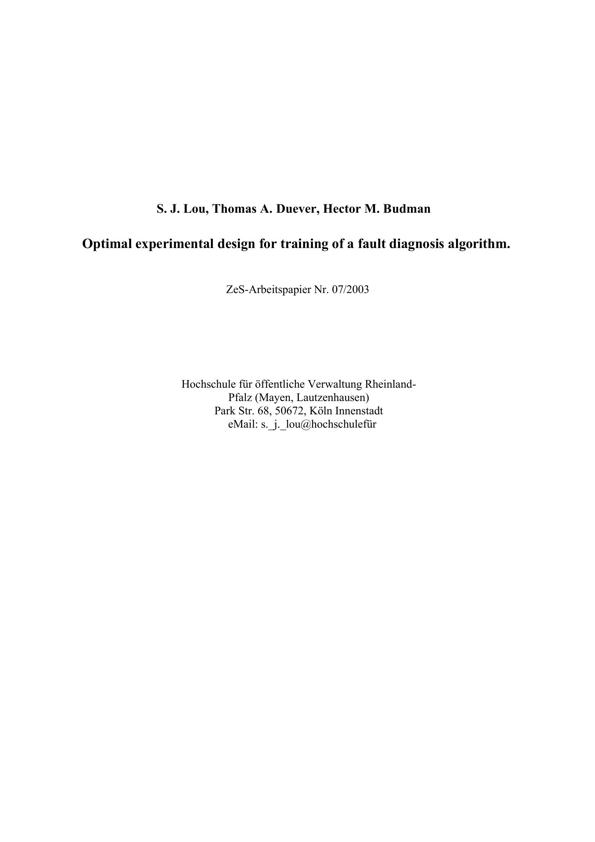 S. J. Lou, Thomas A. Duever, Hector M. Budman
Optimal experimental design for training of a fault diagnosis algorithm.
ZeS-Arbeitspapier Nr. 07/2003
Hochschule für öffentliche Verwaltung Rheinland-
Pfalz (Mayen, Lautzenhausen)
Park Str. 68, 50672, Köln Innenstadt
eMail: s._j._lou@hochschulefür